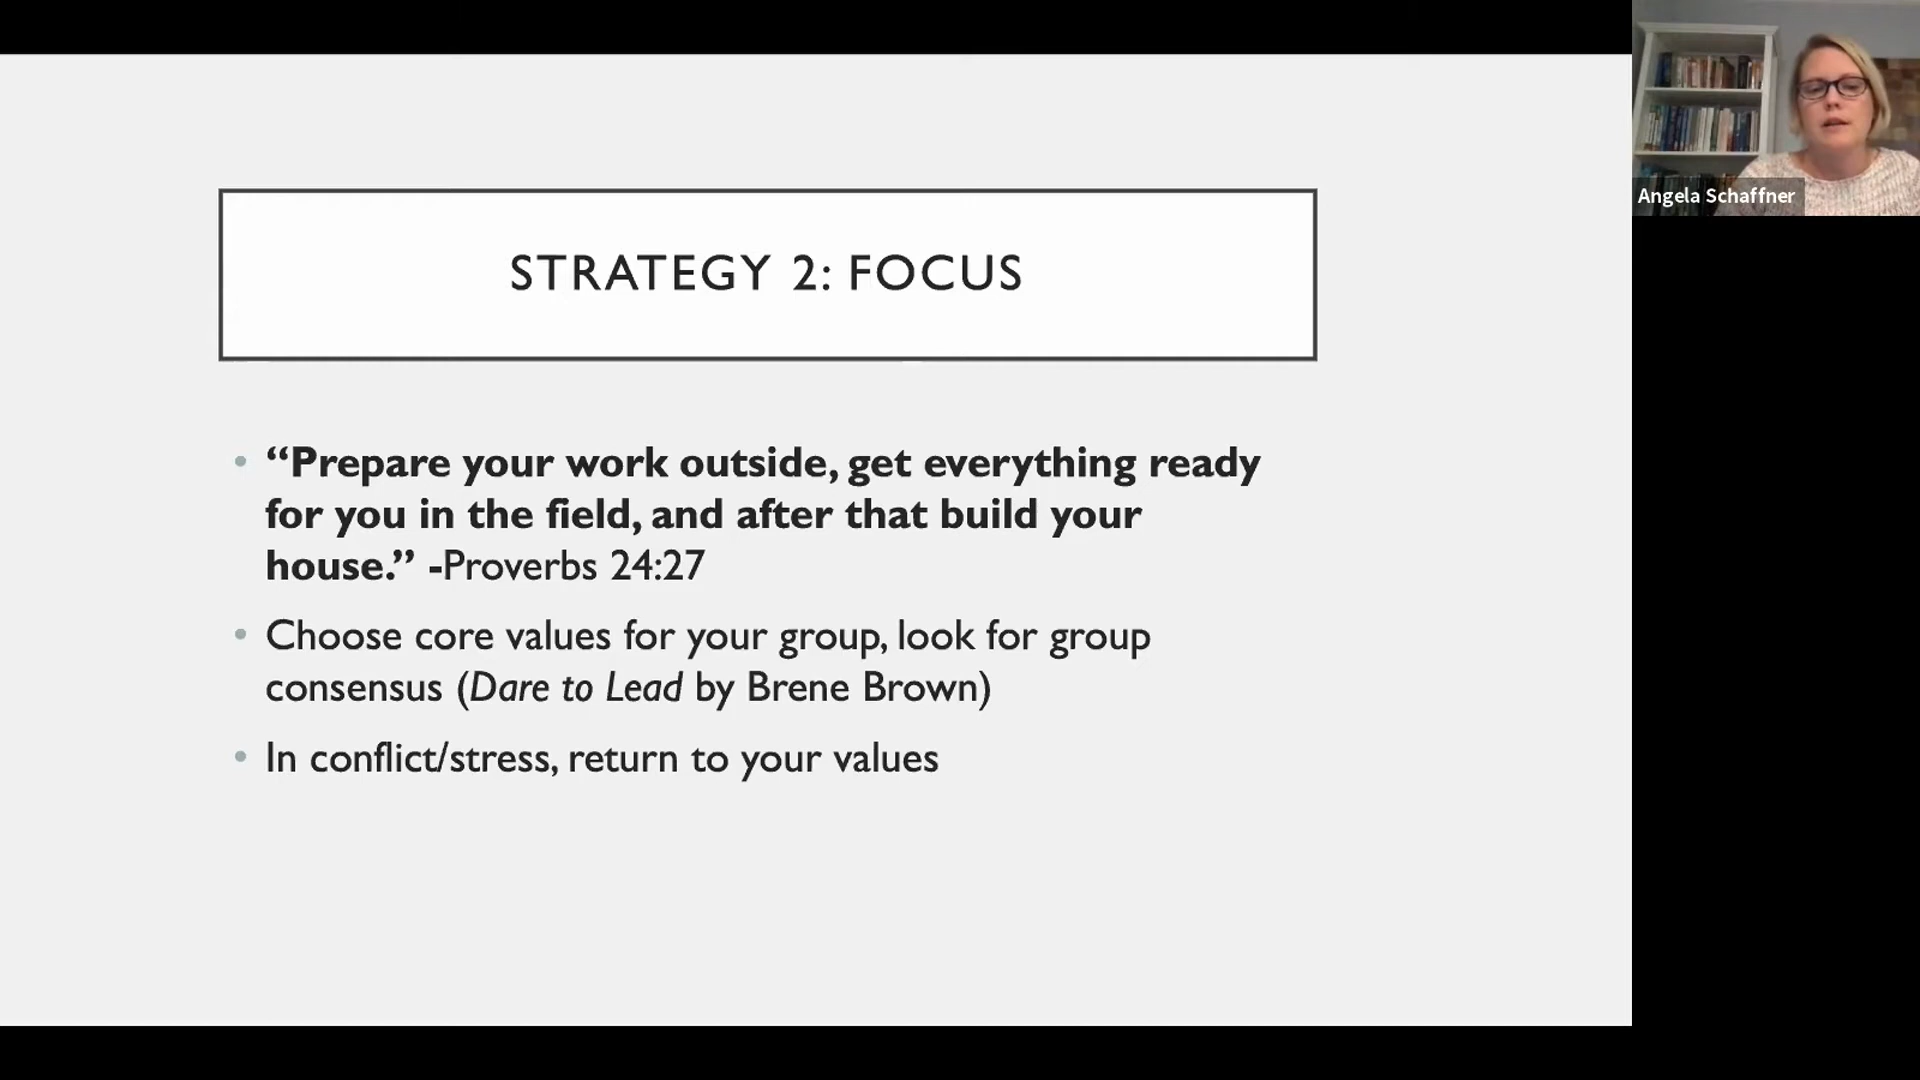 STRATEGY 2: FOCUS
• “Prepare your work outside, get everything ready
for you in the field, and after that build your
house.” -Proverbs 24:27
• Choose core values for your group, look for group
consensus (Dare to Lead by Brene Brown)
• In conflict/stress, return to your values
Angela Schaffner